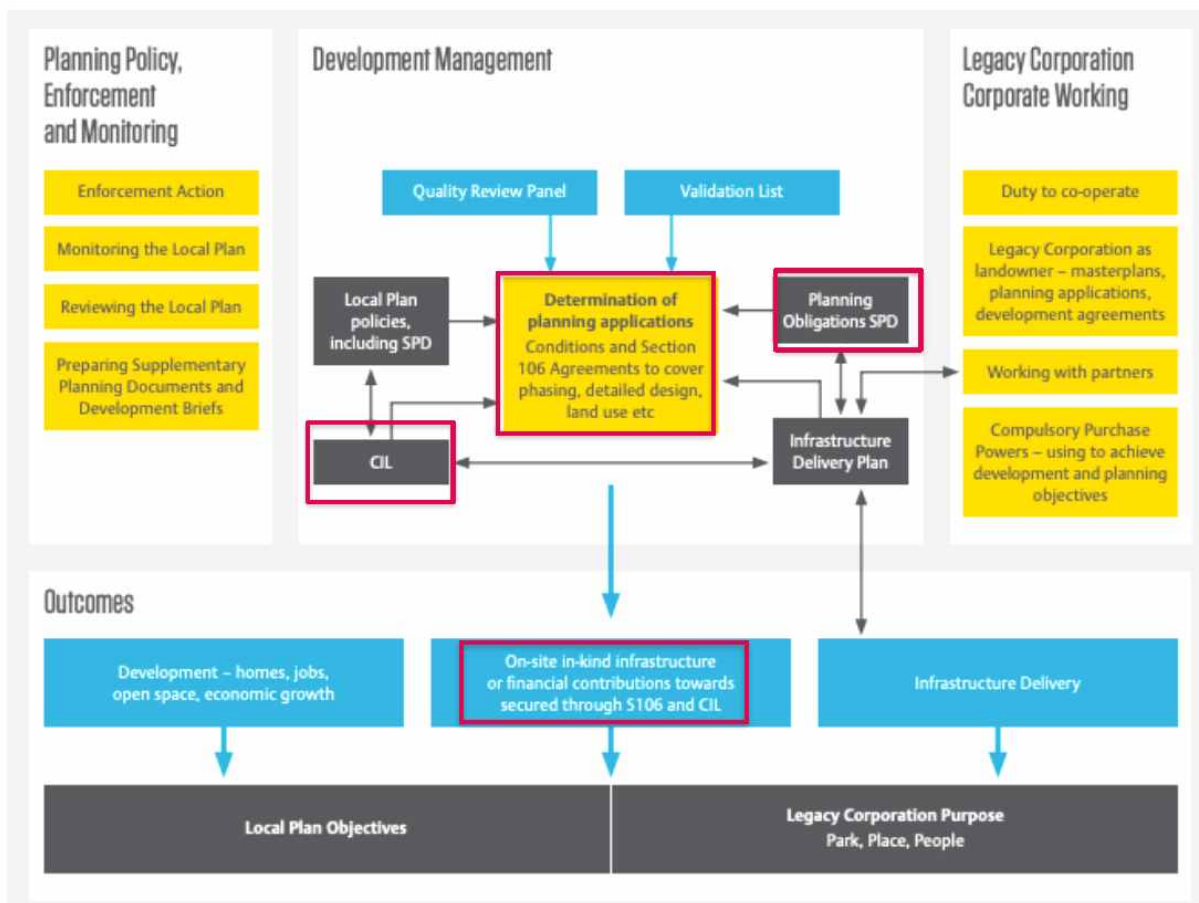 Planning Policy,
Enforcement
and Monitoring
Enforcement Action
Monitoring the Local Plan
Reviewing the Local Plan
Preparing Supplementary
Planning Documents and
Development Briefs
Development Management
Quality Review Panel
Validation List
Local Plan
policies,
including SPD
Determination of
planning applications
Conditions and Section
106 Agreements to cover
phasing, detailed design,
land use etc
Planning
Obligations SPD
CIL
Infrastructure
Delivery Plan
Legacy Corporation
Corporate Working
Duty to co-operate
Legacy Corporation as
landowner – masterplans,
planning applications,
development agreements
Working with partners
Compulsory Purchase
Powers – using to achieve
development and planning
objectives
Outcomes
Development – homes, jobs,
open space, economic growth
On-site in-kind infrastructure
or financial contributions towards
secured through S106 and CIL
Infrastructure Delivery
Local Plan Objectives
Legacy Corporation Purpose
Park, Place, People